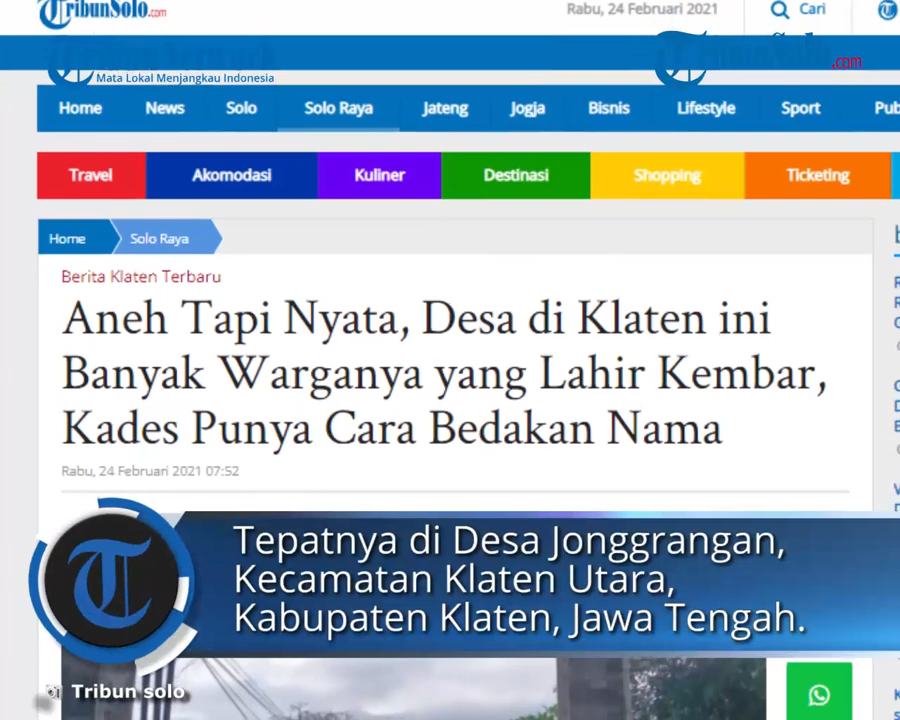 TribunSolo.com
Rabu, 24 Februari 2021
Cari
Mata Lokal Menjangkau Indonesia
.com
Home News Solo Solo Raya Jateng Jogja Bisnis Lifestyle Sport
Travel Akomodasi Kuliner Destinasi Shopping Ticketing
Home Solo Raya
Berita Klaten Terbaru
Aneh Tapi Nyata, Desa di Klaten ini
Banyak Warganya yang Lahir Kembar,
Kades Punya Cara Bedakan Nama
Rabu, 24 Februari 2021 07:52
Tepatnya di Desa Jonggrangan,
Kecamatan Klaten Utara,
Kabupaten Klaten, Jawa Tengah.
Tribun solo